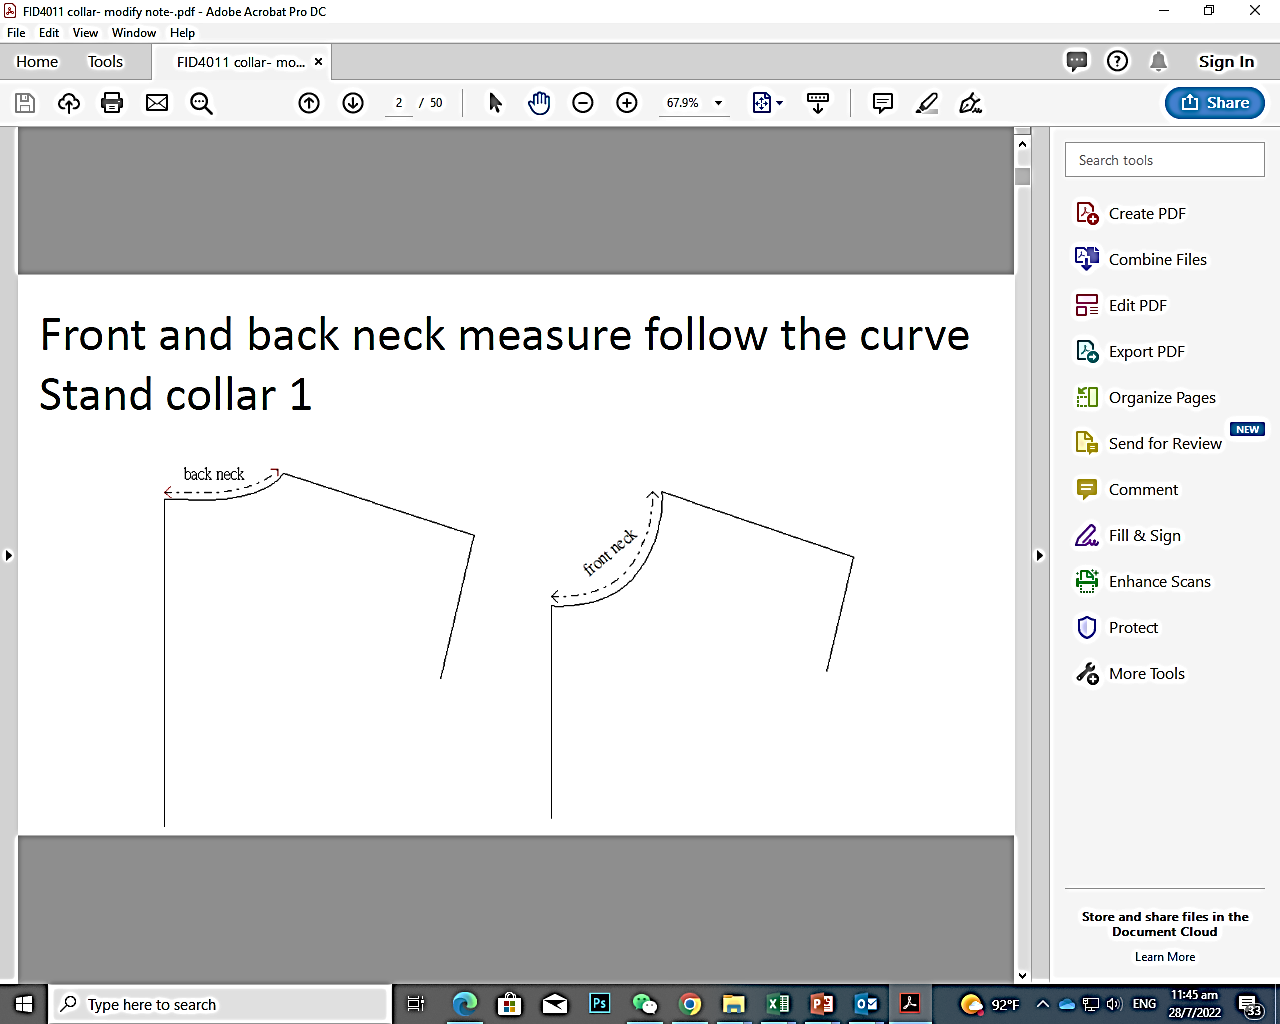 FID4011 collar- modify note-.pdf - Adobe Acrobat Pro DC
File Edit View Window Help
Home Tools FID4011 collar- mo... × Sign In
2 / 50 67.9% Share
Search tools
Create PDF
Combine Files
Edit PDF
Export PDF
Organize Pages
NEW
Send for Review
Comment
Fill & Sign
Enhance Scans
Protect
More Tools
Front and back neck measure follow the curve
Stand collar 1
back neck
front neck
Store and share files in the
Document Cloud
Learn More
Type here to search
Ps
92°F
ENG
11:45 am
28/7/2022
33